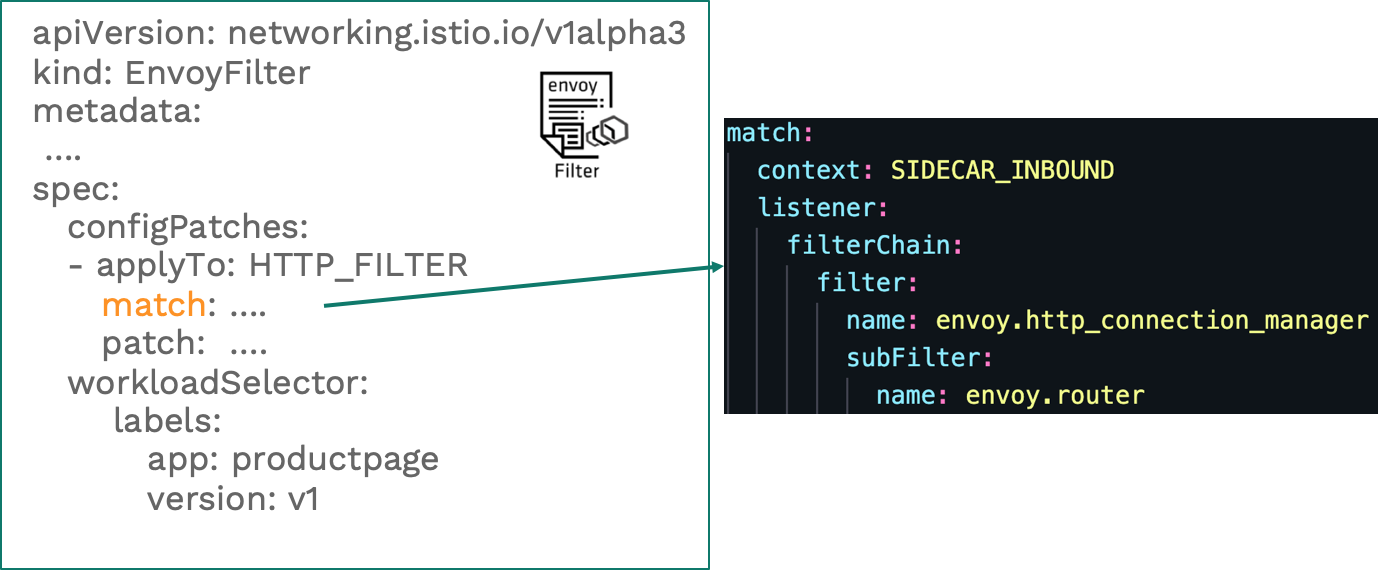 apiVersion: networking.istio.io/v1alpha3
kind: EnvoyFilter
metadata:
....
spec:
configPatches:
- applyTo: HTTP_FILTER
match: ....
patch: ....
workloadSelector:
labels:
app: productpage
version: v1
envoy
Filter
match:
context: SIDECAR_INBOUND
listener:
filterChain:
filter:
name: envoy.http_connection_manager
subFilter:
name: envoy.router